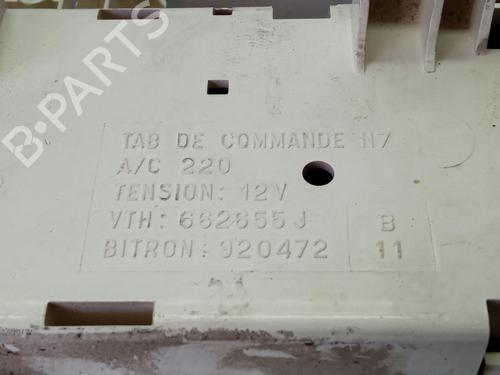 B-PARTS
TAB DE COMMANDE N7
A/C 220
TENSION: 12V
VTH: 662655J B
BITRON: 920472 11